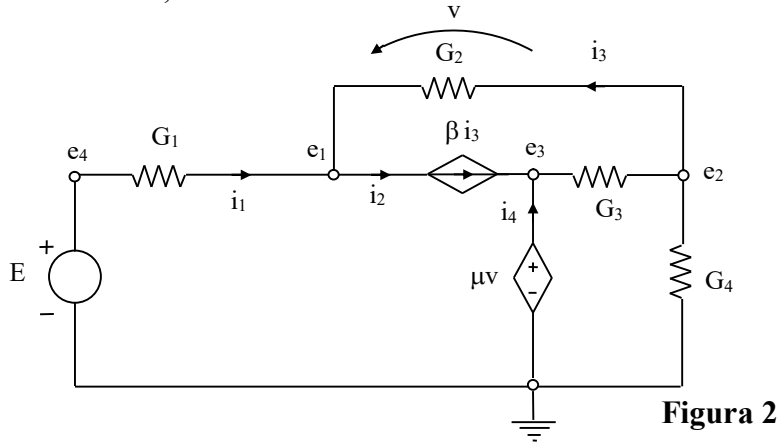 v
G2
i3
G1
e4
e1
β i3
e3
e2
i1
i2
i4
G3
+
E
−
μv
+
−
G4
Figura 2